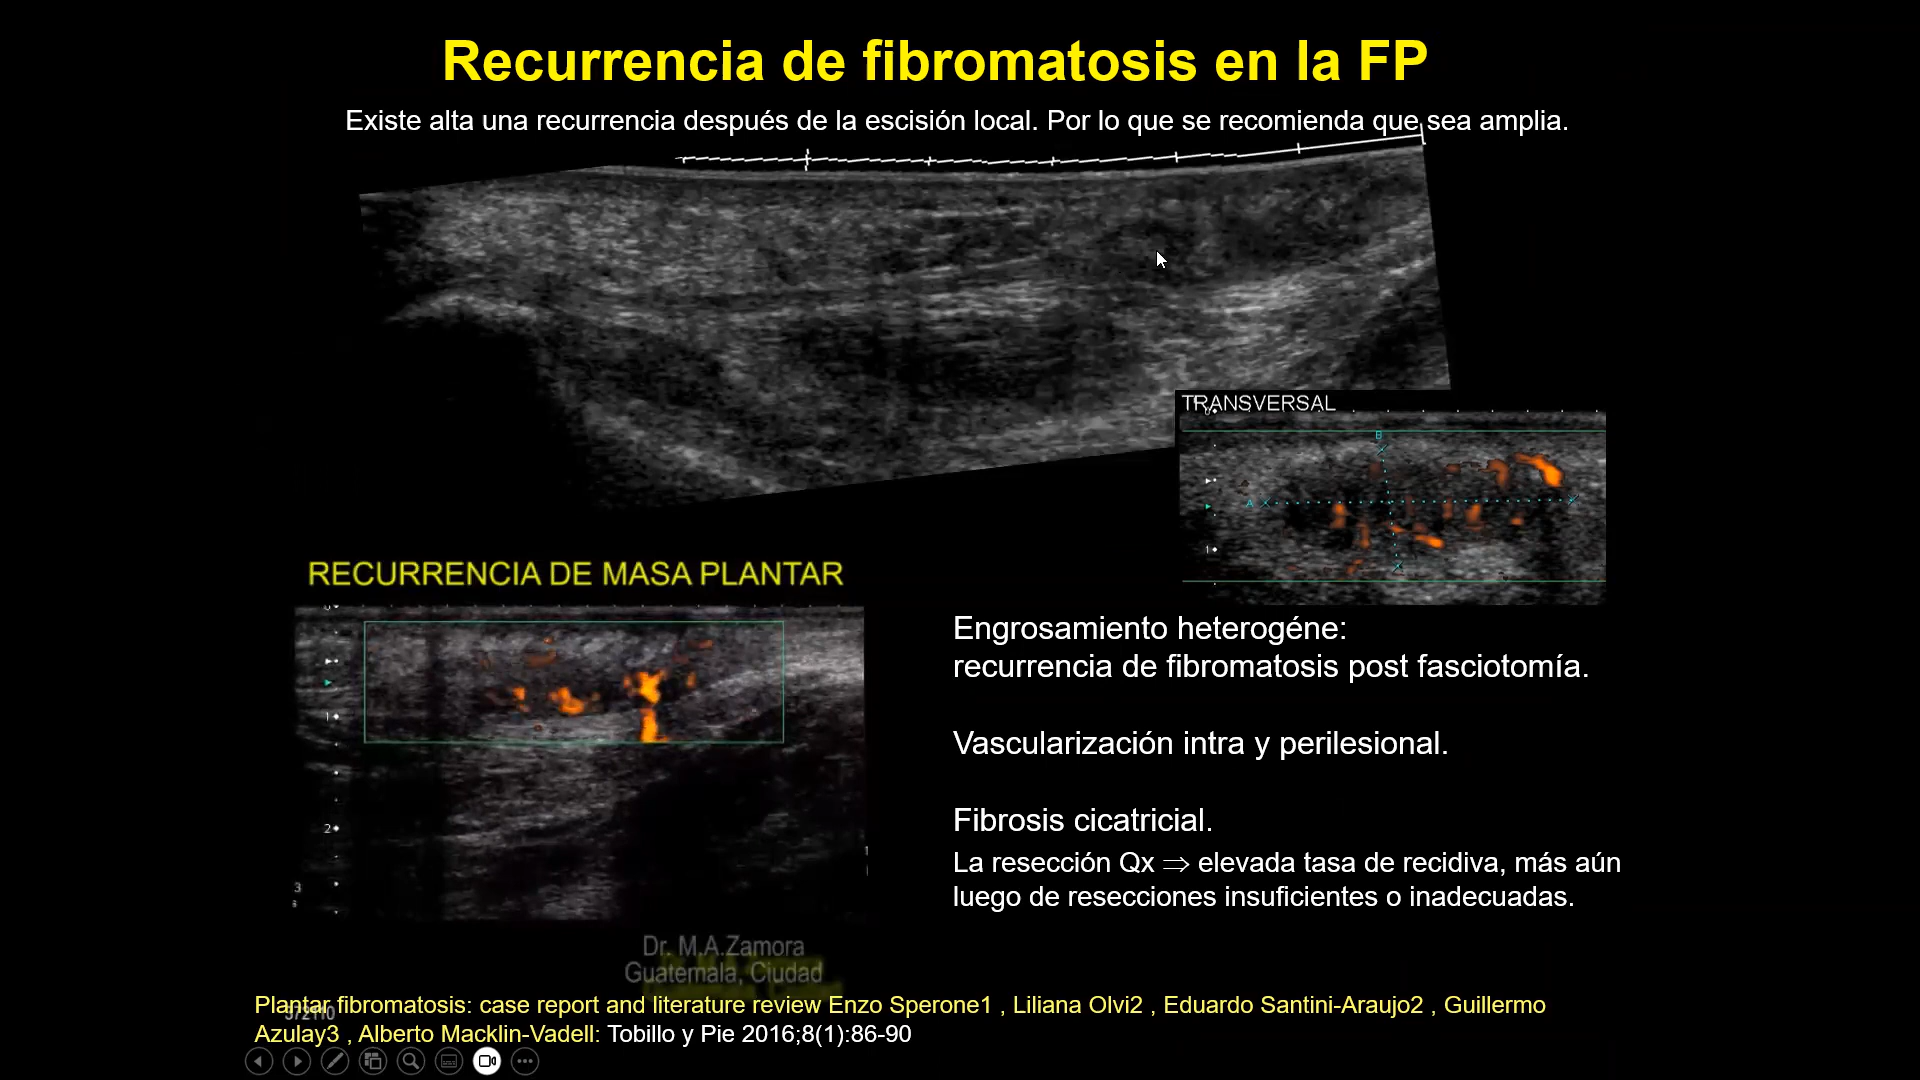 Recurrencia de fibromatosis en la FP
Existe alta una recurrencia después de la escisión local. Por lo que se recomienda que sea amplia.
TRANSVERSAL
B
A
1
RECURRENCIA DE MASA PLANTAR
1
2
3
Engrosamiento heterogéne:
recurrencia de fibromatosis post fasciotomía.
Vascularización intra y perilesional.
Fibrosis cicatricial.
La resección Qx ⇒ elevada tasa de recidiva, más aún
luego de resecciones insuficientes o inadecuadas.
Dr. M.A.Zamora
Guatemala, Ciudad
Plantar fibromatosis: case report and literature review Enzo Sperone1 , Liliana Olvi2 , Eduardo Santini-Araujo2 , Guillermo
Azulay3 , Alberto Macklin-Vadell: Tobillo y Pie 2016;8(1):86-90